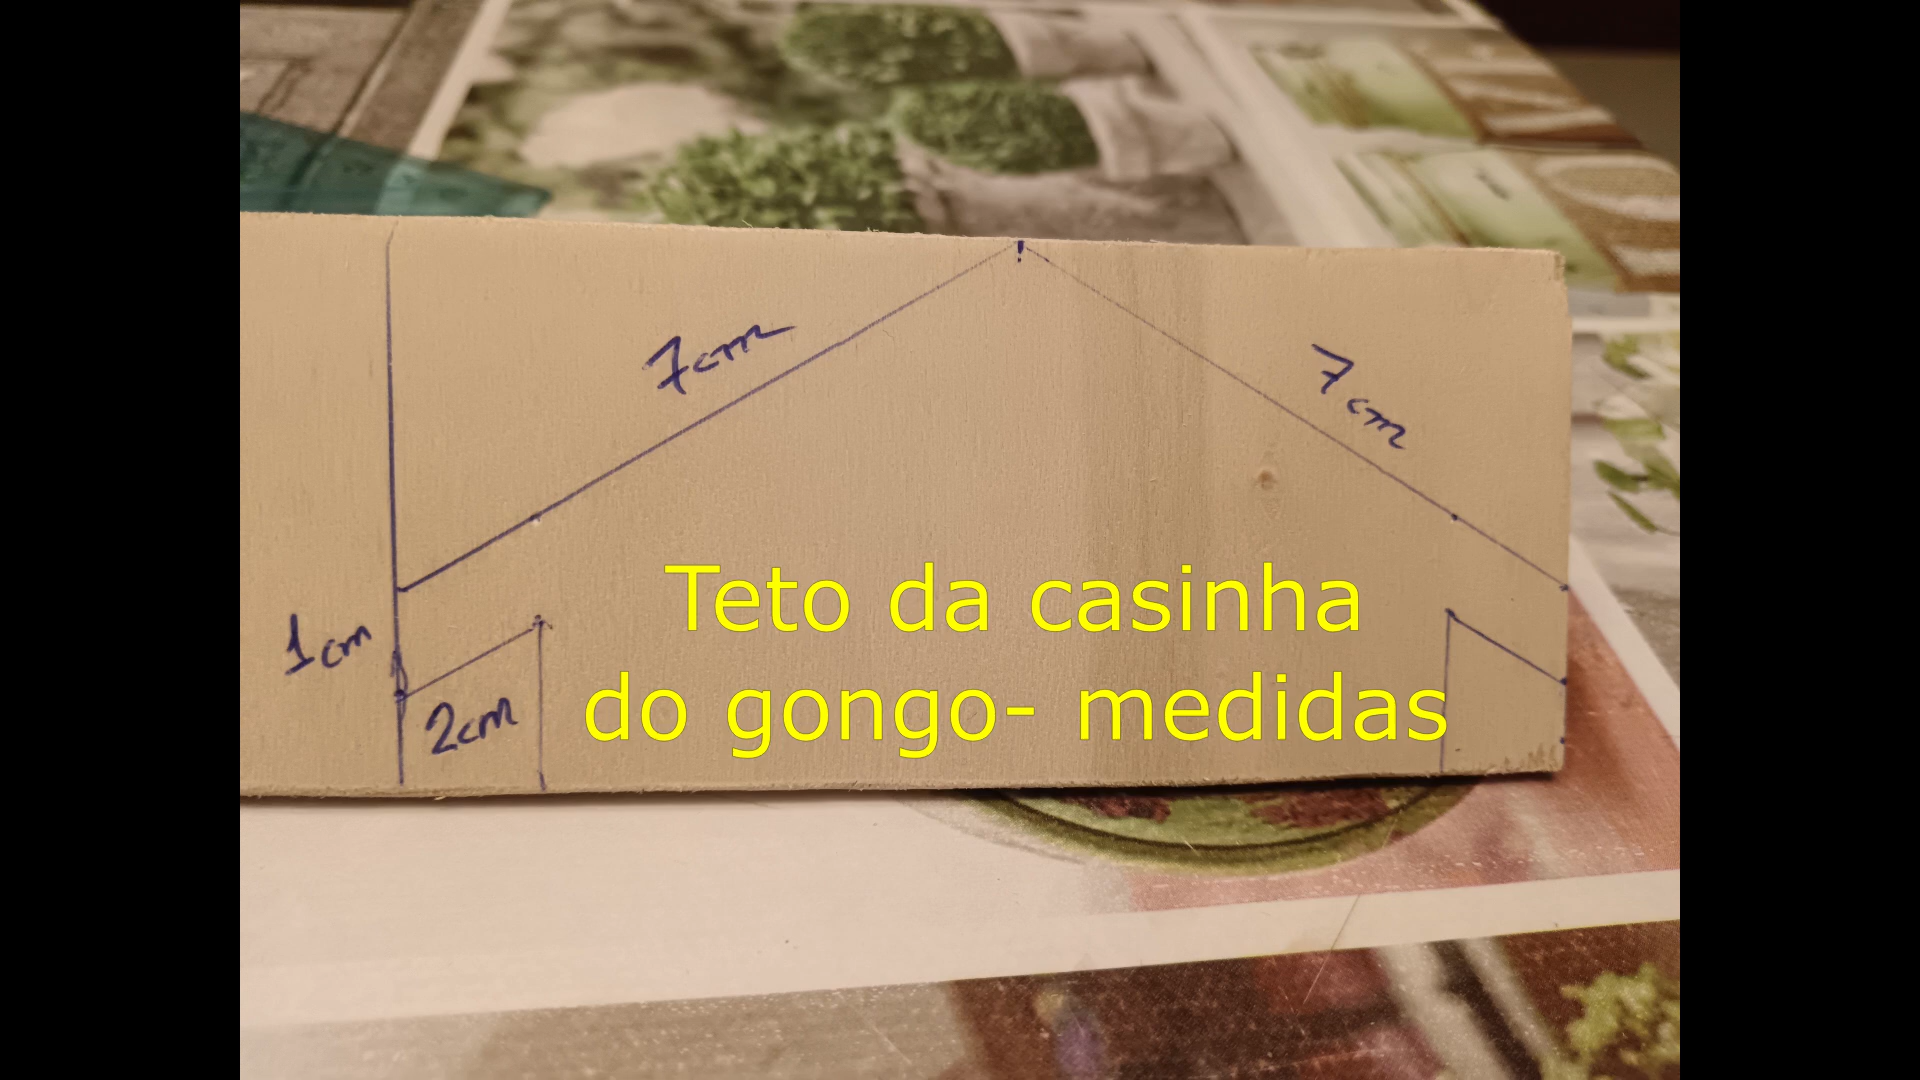 7cm
7cm
1cm
2cm
Teto da casinha
do gongo- medidas